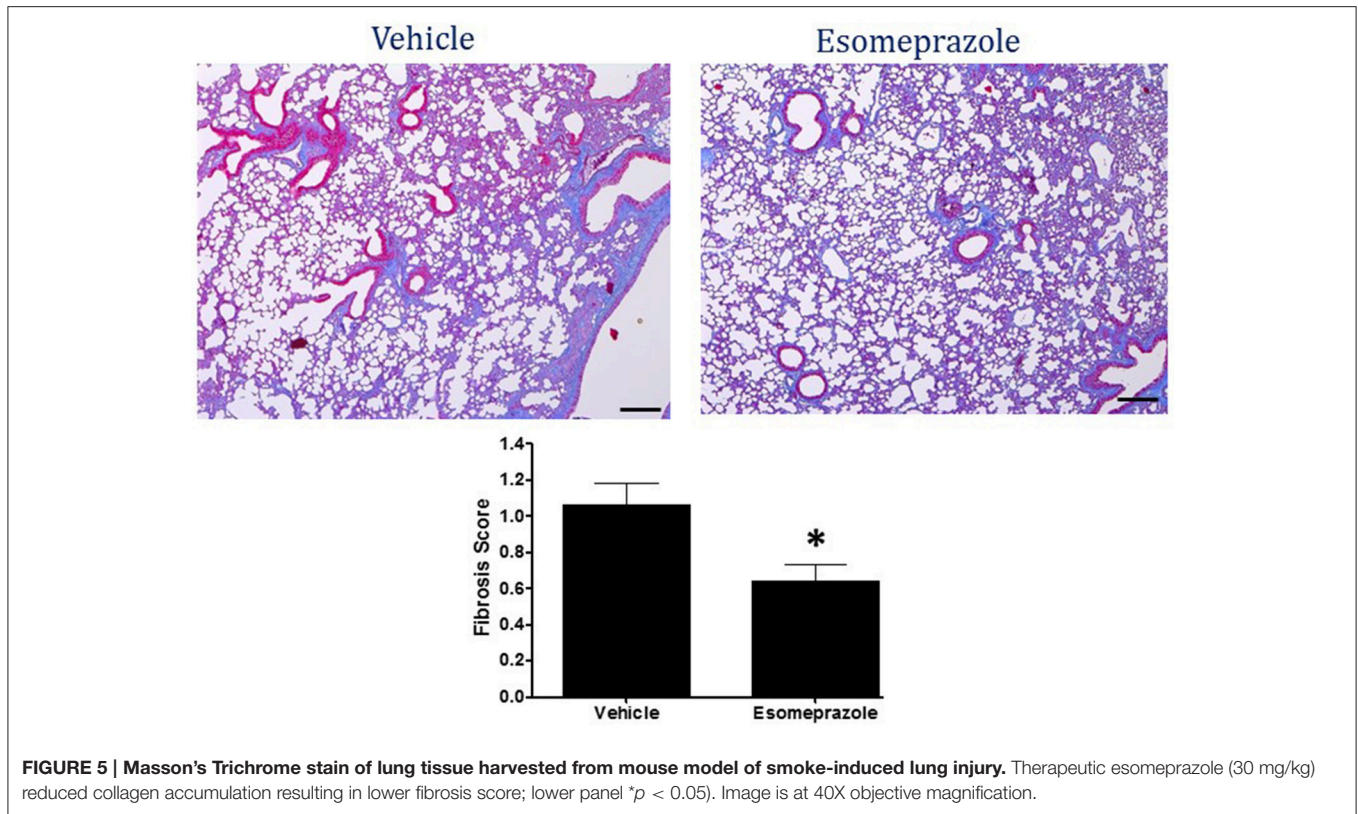 Vehicle
Esomeprazole
1.4
1.2
1.0
0.8
0.6
0.4
0.2
0.0
Fibrosis Score
*
Vehicle
Esomeprazole
FIGURE 5 | Masson's Trichrome stain of lung tissue harvested from mouse model of smoke-induced lung injury. Therapeutic esomeprazole (30 mg/kg)
reduced collagen accumulation resulting in lower fibrosis score; lower panel *p < 0.05). Image is at 40X objective magnification.